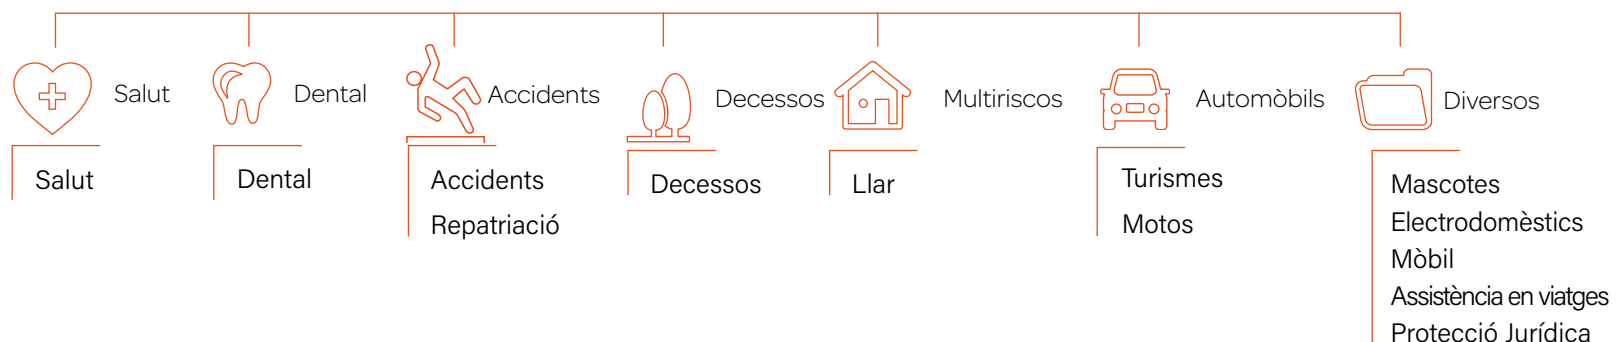 Salut
Dental
Accidents
Decessos
Multiriscos
Automòbils
Diversos
Salut
Dental
Accidents
Repatriació
Decessos
Llar
Turismes
Motos
Mascotes
Electrodomèstics
Mòbil
Assistència en viatges
Protecció Jurídica